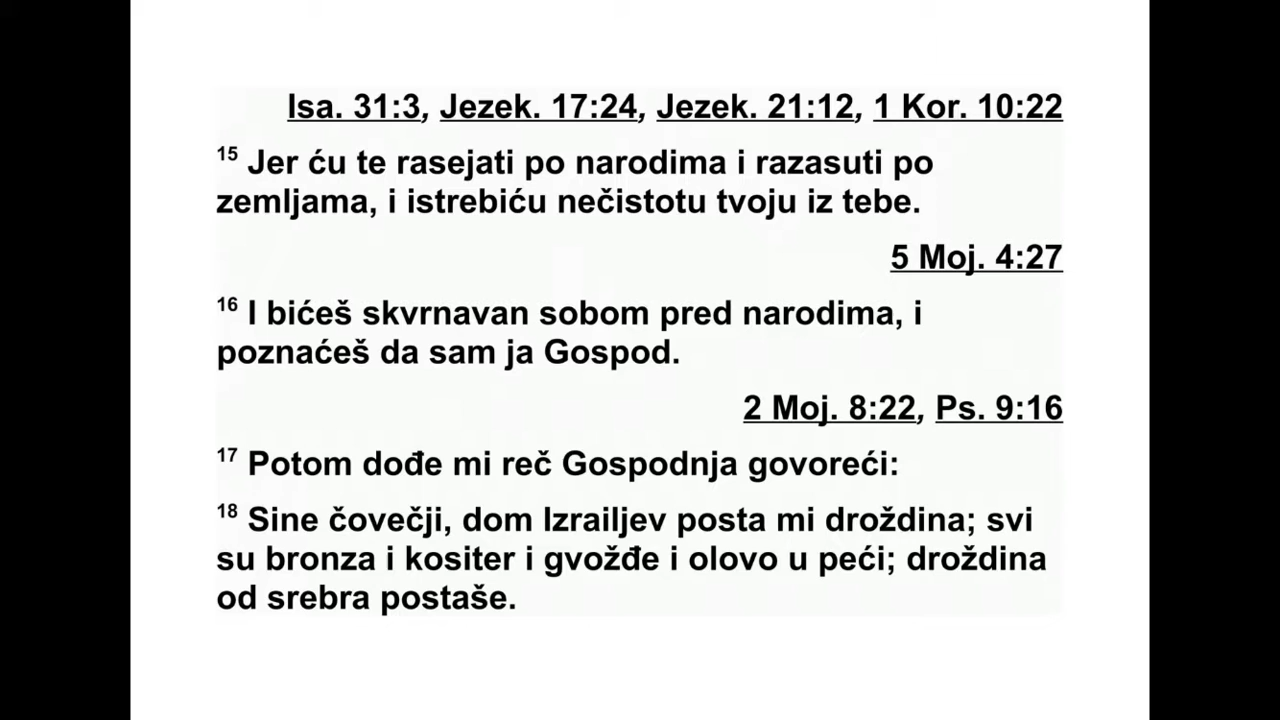 Isa. 31:3, Jezek. 17:24, Jezek. 21:12, 1 Kor. 10:22
15 Jer ću te rasejati po narodima i razasuti po
zemljama, i istrebiću nečistotu tvoju iz tebe.
5 Moj. 4:27
16 I bićeš skvrnavan sobom pred narodima, i
poznaćeš da sam ja Gospod.
2 Moj. 8:22, Ps. 9:16
17 Potom dođe mi reč Gospodnja govoreći:
18 Sine čovečji, dom Izrailjev posta mi droždina; svi
su bronza i kositer i gvožđe i olovo u peći; droždina
od srebra postaše.